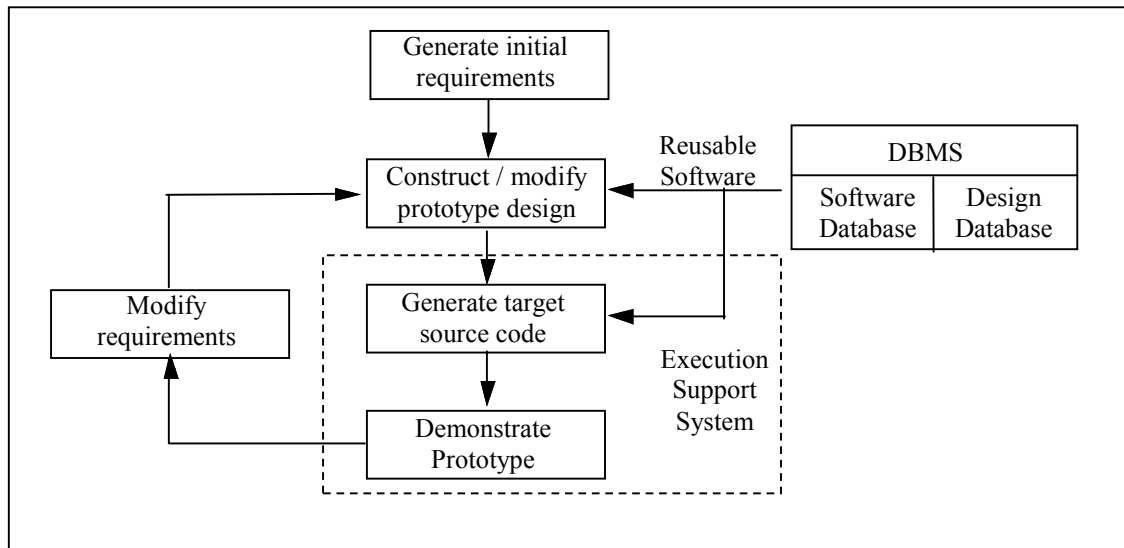 Generate initial
requirements
Reusable
Software
DBMS
Software
Database
Design
Database
Construct / modify
prototype design
Modify
requirements
Generate target
source code
Execution
Support
System
Demonstrate
Prototype